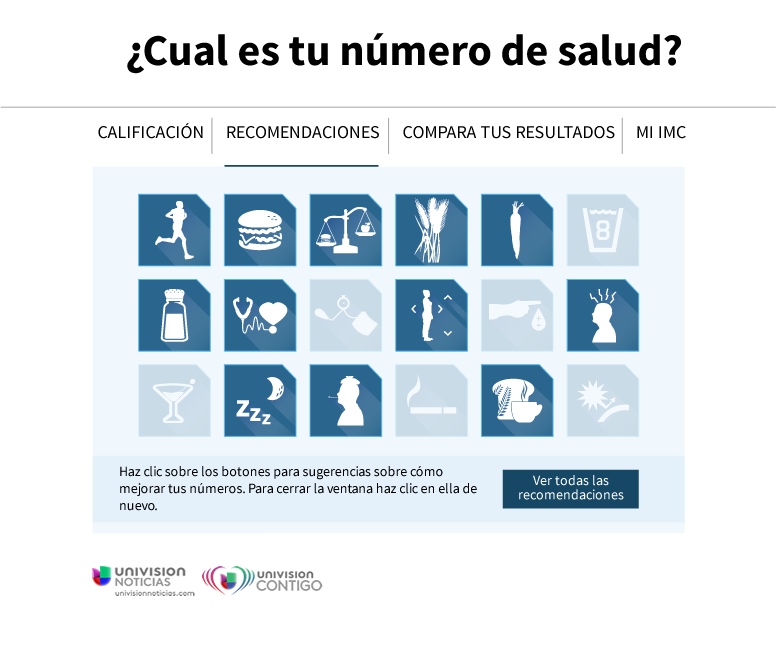 ¿Cual es tu número de salud?
CALIFICACIÓN
RECOMENDACIONES
COMPARA TUS RESULTADOS
MI IMC
8
ZZZ
Haz clic sobre los botones para sugerencias sobre cómo
mejorar tus números. Para cerrar la ventana haz clic en ella de
nuevo.
Ver todas las
recomendaciones
UNIVISION
NOTICIAS
univisionnoticias.com
UNIVISION
CONTIGO